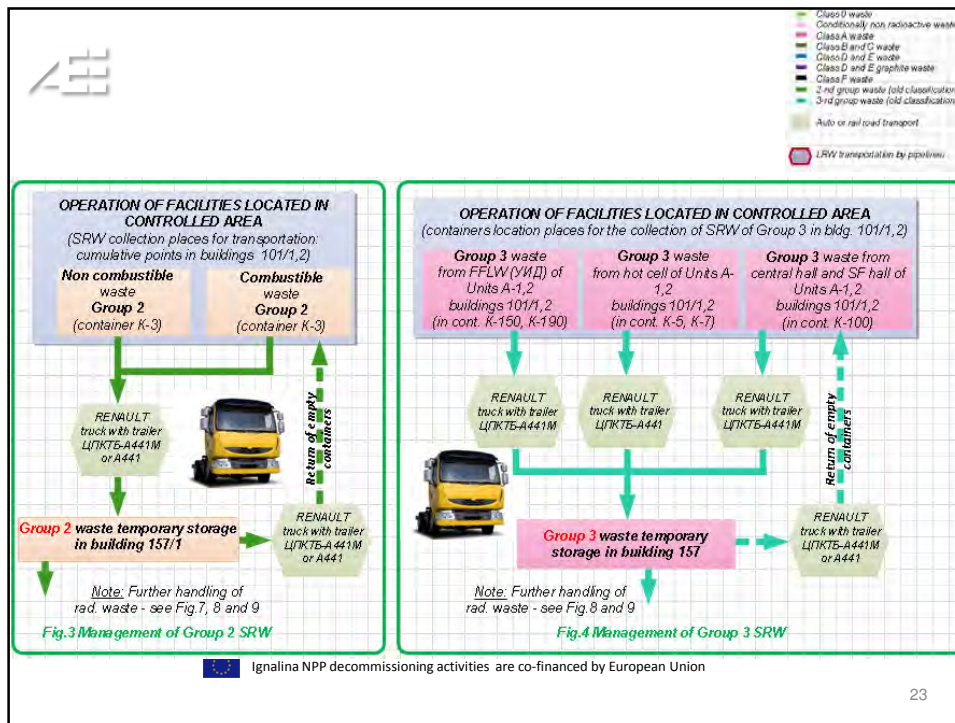 Class 0 waste
Conditionally non radioactive waste
Class A waste
Class B and C waste
Class D and E waste
Class D and E graphite waste
Class F waste
2-nd group waste (old classification
3-rd group waste (old classification
Auto or rail road transport
LRW transportation by pipelines
OPERATION OF FACILITIES LOCATED IN
CONTROLLED AREA
(SRW collection places for transportation:
cumulative points in buildings 101/1,2)
Non combustible
waste
Group 2
(container K-3)
Combustible
waste
Group 2
(container K-3)
RENAULT
truck with trailer
ЦПКТБ-А441М
or A441
Return of empty
containers
Group 2 waste temporary storage
in building 157/1
RENAULT
truck with trailer
ЦПКТБ-А441М
or A441
Note: Further handling of
rad. waste - see Fig.7, 8 and 9
Fig.3 Management of Group 2 SRW
OPERATION OF FACILITIES LOCATED IN CONTROLLED AREA
(containers location places for the collection of SRW of Group 3 in bldg. 101/1,2)
Group 3 waste
from FFLW (УИД) of
Units A-1,2
buildings 101/1,2
(in cont. K-150, K-190)
Group 3 waste
from hot cell of Units A-
1,2
buildings 101/1,2
(in cont. K-5, K-7)
Group 3 waste from
central hall and SF hall of
Units A-1,2
buildings 101/1,2
(in cont. K-100)
RENAULT
truck with trailer
ЦПКТБ-А441М
RENAULT
truck with trailer
ЦПКТБ-А441
RENAULT
truck with trailer
ЦПКТБ-А441М
Return of empty
containers
Group 3 waste temporary
storage in building 157
RENAULT
truck with trailer
ЦПКТБ-А441М
or A441
Note: Further handling of
rad. waste - see Fig.8 and 9
Fig.4 Management of Group 3 SRW
Ignalina NPP decommissioning activities are co-financed by European Union
23